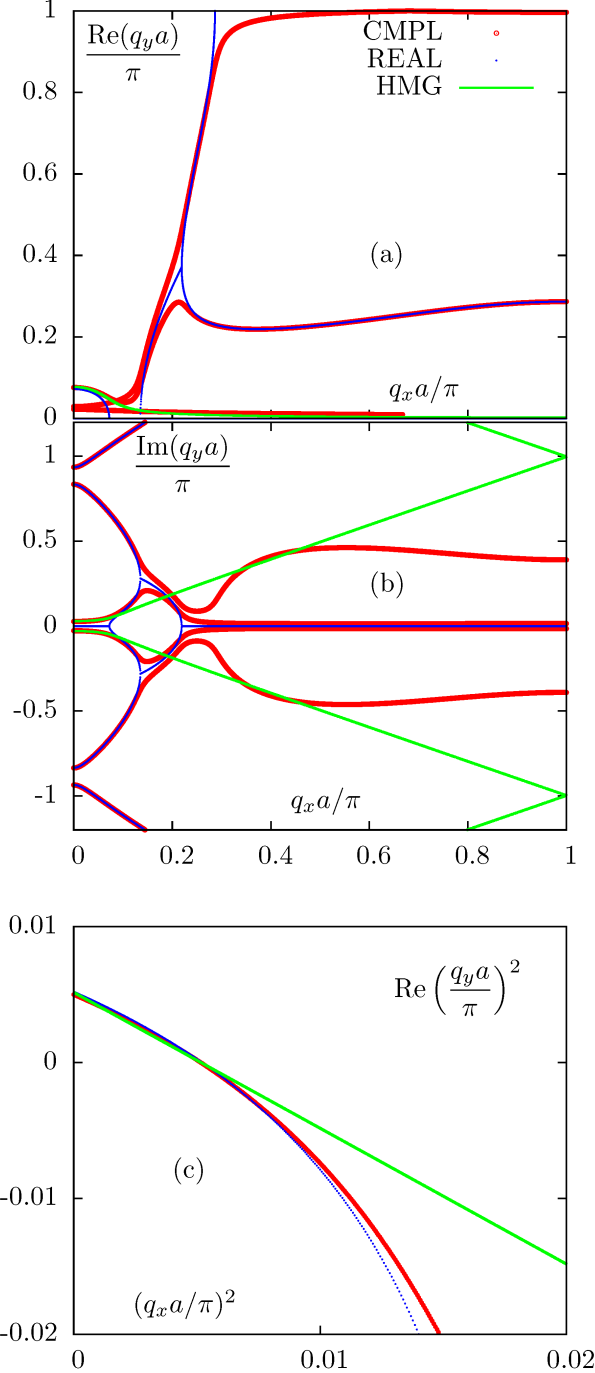 1
0.8
0.6
0.4
0.2
0
Re(q_y a)/π
CMPL
REAL
HMG
(a)
q_x a/π
1
0.5
0
-0.5
-1
Im(q_y a)/π
(b)
q_x a/π
0 0.2 0.4 0.6 0.8 1
0.01
0
-0.01
-0.02
Re (q_y a/π)^2
(c)
(q_x a/π)^2
0 0.01 0.02